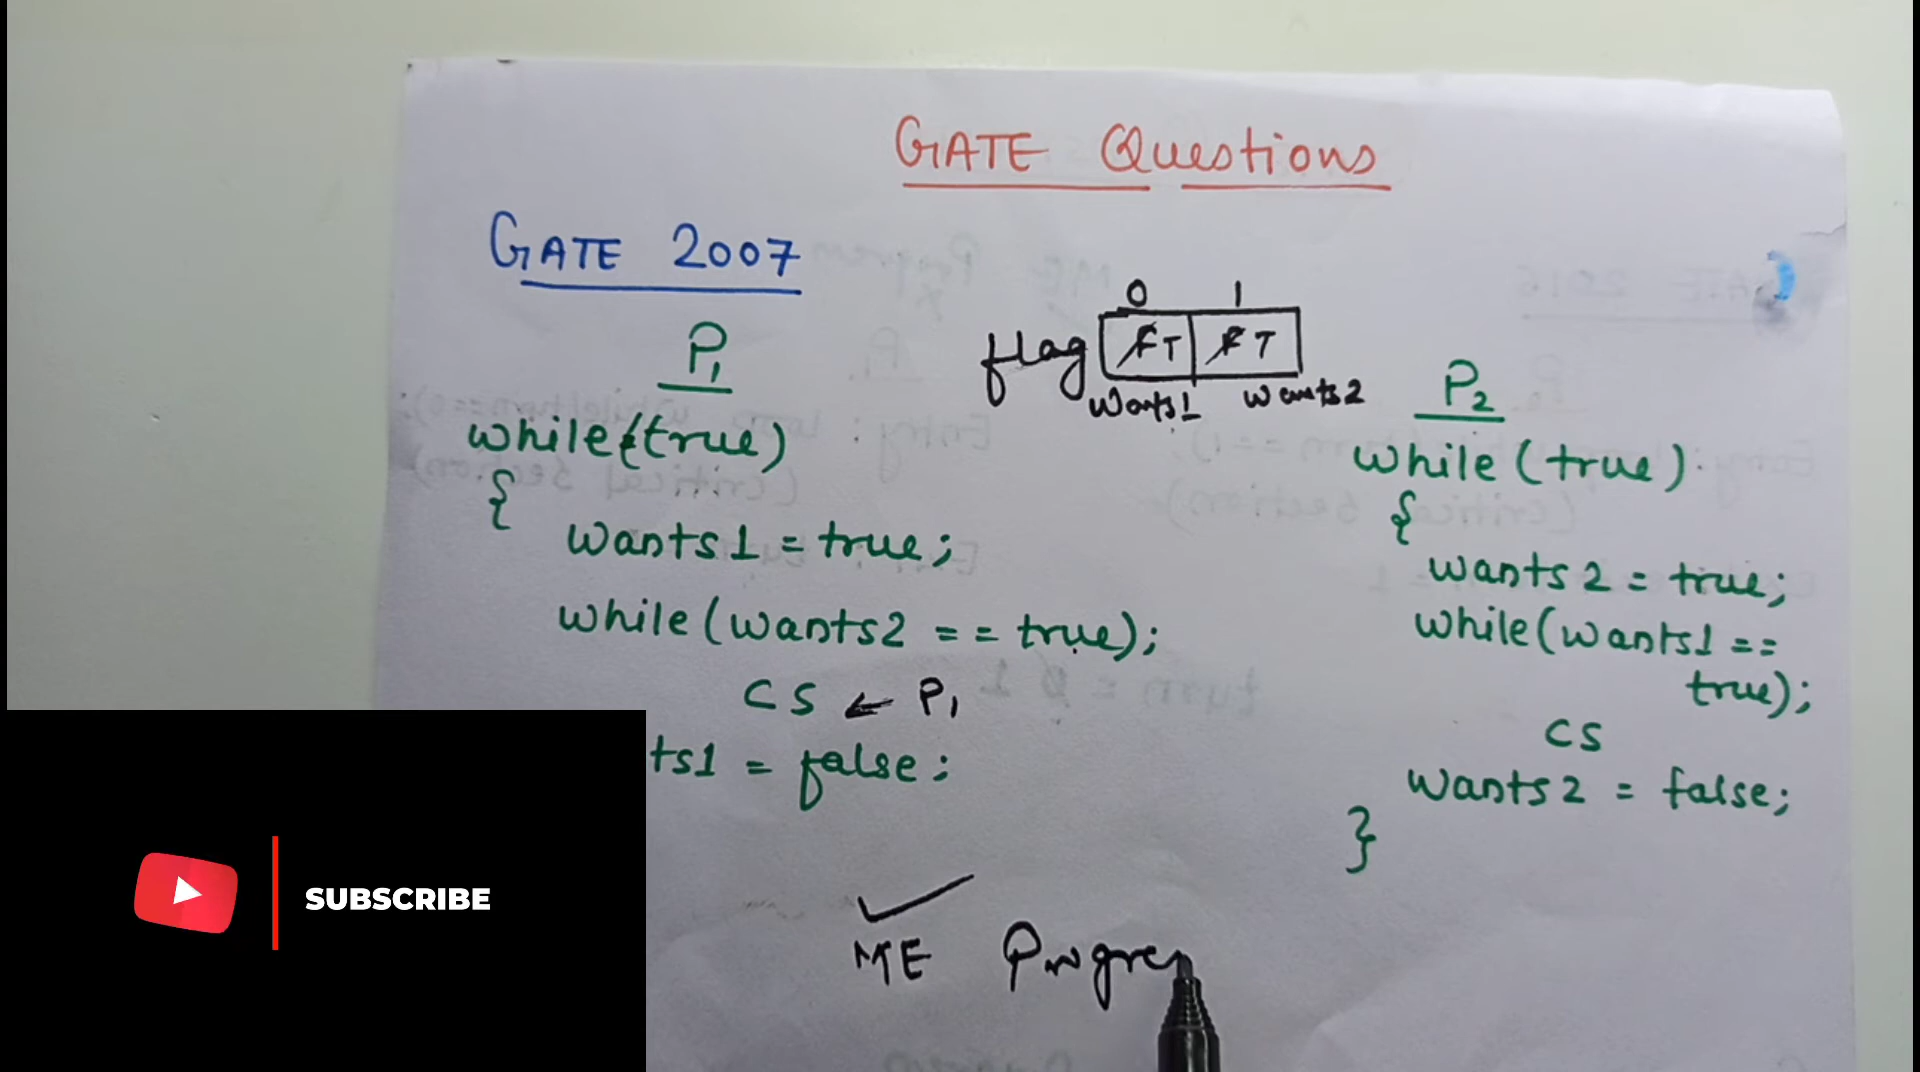 GATE Questions
GATE 2007
0 1
flag F T F T
wants1 wants2
P1
while(true)
{
wants1 = true;
while(wants2 == true);
CS ← P1
ts1 = false;
P2
while(true)
{
wants2 = true;
while(wants1 ==
true);
CS
wants2 = false;
}
✓
ME Progres
SUBSCRIBE